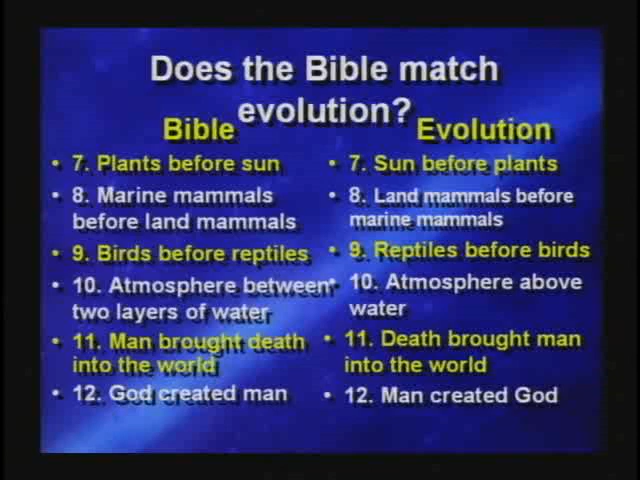 Does the Bible match
evolution?
Bible
• 7. Plants before sun
• 8. Marine mammals
before land mammals
• 9. Birds before reptiles
• 10. Atmosphere between
two layers of water
• 11. Man brought death
into the world
• 12. God created man
Evolution
• 7. Sun before plants
• 8. Land mammals before
marine mammals
• 9. Reptiles before birds
• 10. Atmosphere above
water
• 11. Death brought man
into the world
• 12. Man created God